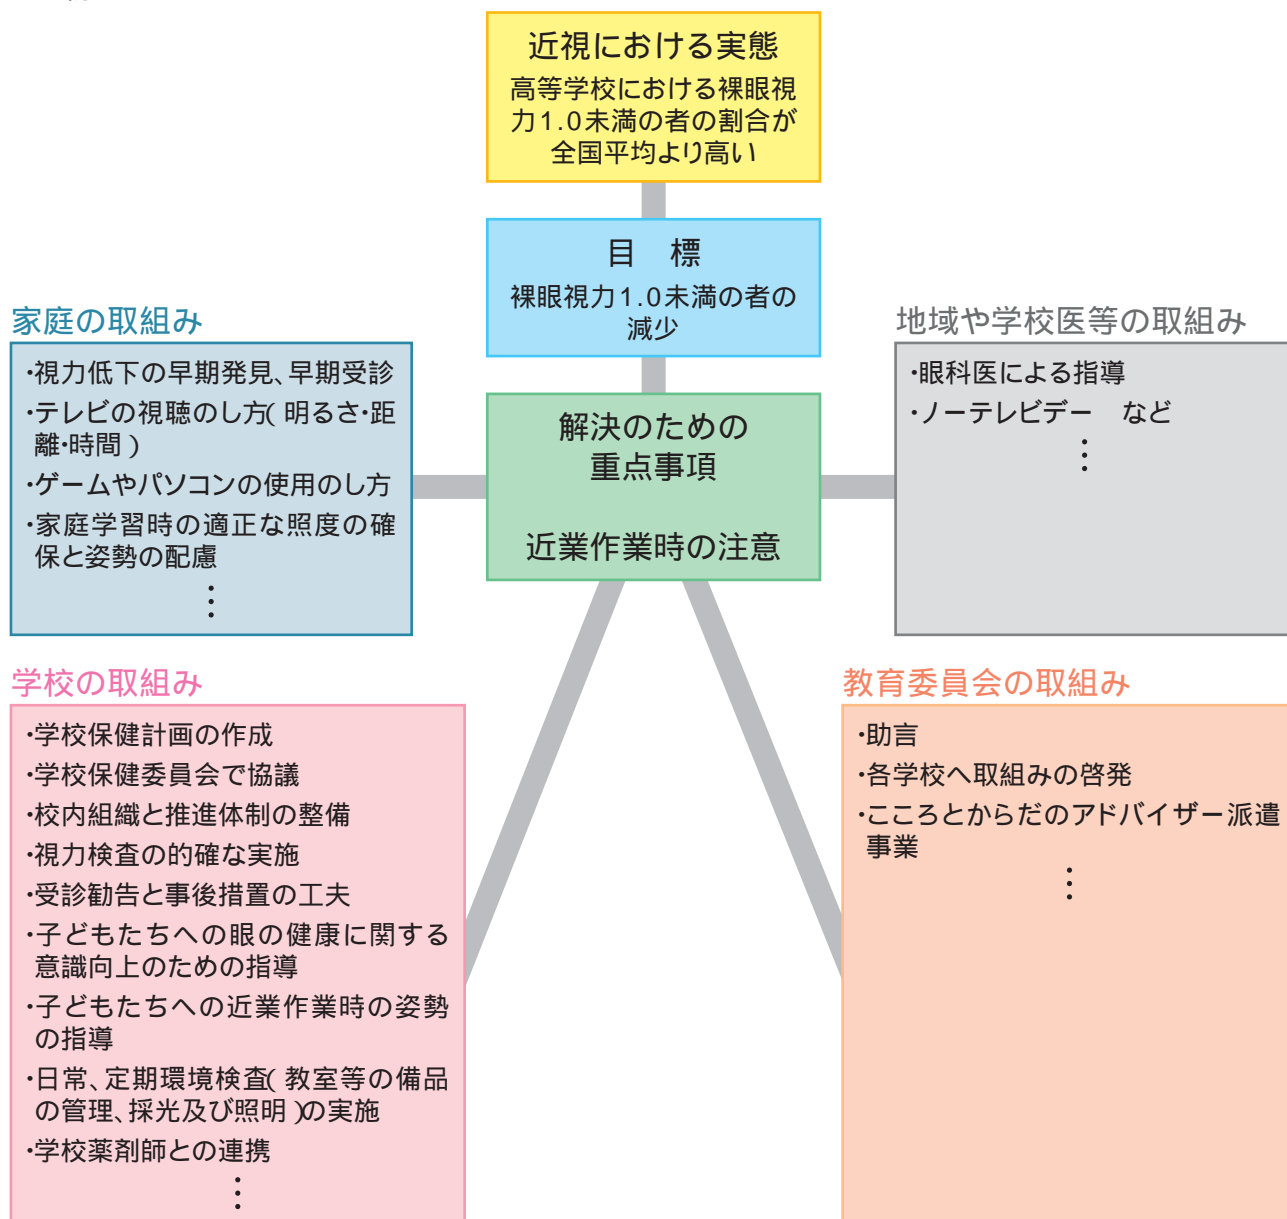 近視における実態
高等学校における裸眼視
力1.0未満の者の割合が
全国平均より高い
目　標
裸眼視力1.0未満の者の
減少
解決のための
重点事項
近業作業時の注意
家庭の取組み
・視力低下の早期発見、早期受診
・テレビの視聴のし方(明るさ・距
離・時間)
・ゲームやパソコンの使用のし方
・家庭学習時の適正な照度の確
保と姿勢の配慮
⋮
地域や学校医等の取組み
・眼科医による指導
・ノーテレビデー　など
⋮
学校の取組み
・学校保健計画の作成
・学校保健委員会で協議
・校内組織と推進体制の整備
・視力検査の的確な実施
・受診勧告と事後措置の工夫
・子どもたちへの眼の健康に関する
意識向上のための指導
・子どもたちへの近業作業時の姿勢
の指導
・日常、定期環境検査(教室等の備品
の管理、採光及び照明)の実施
・学校薬剤師との連携
⋮
教育委員会の取組み
・助言
・各学校へ取組みの啓発
・こころとからだのアドバイザー派遣
事業
⋮